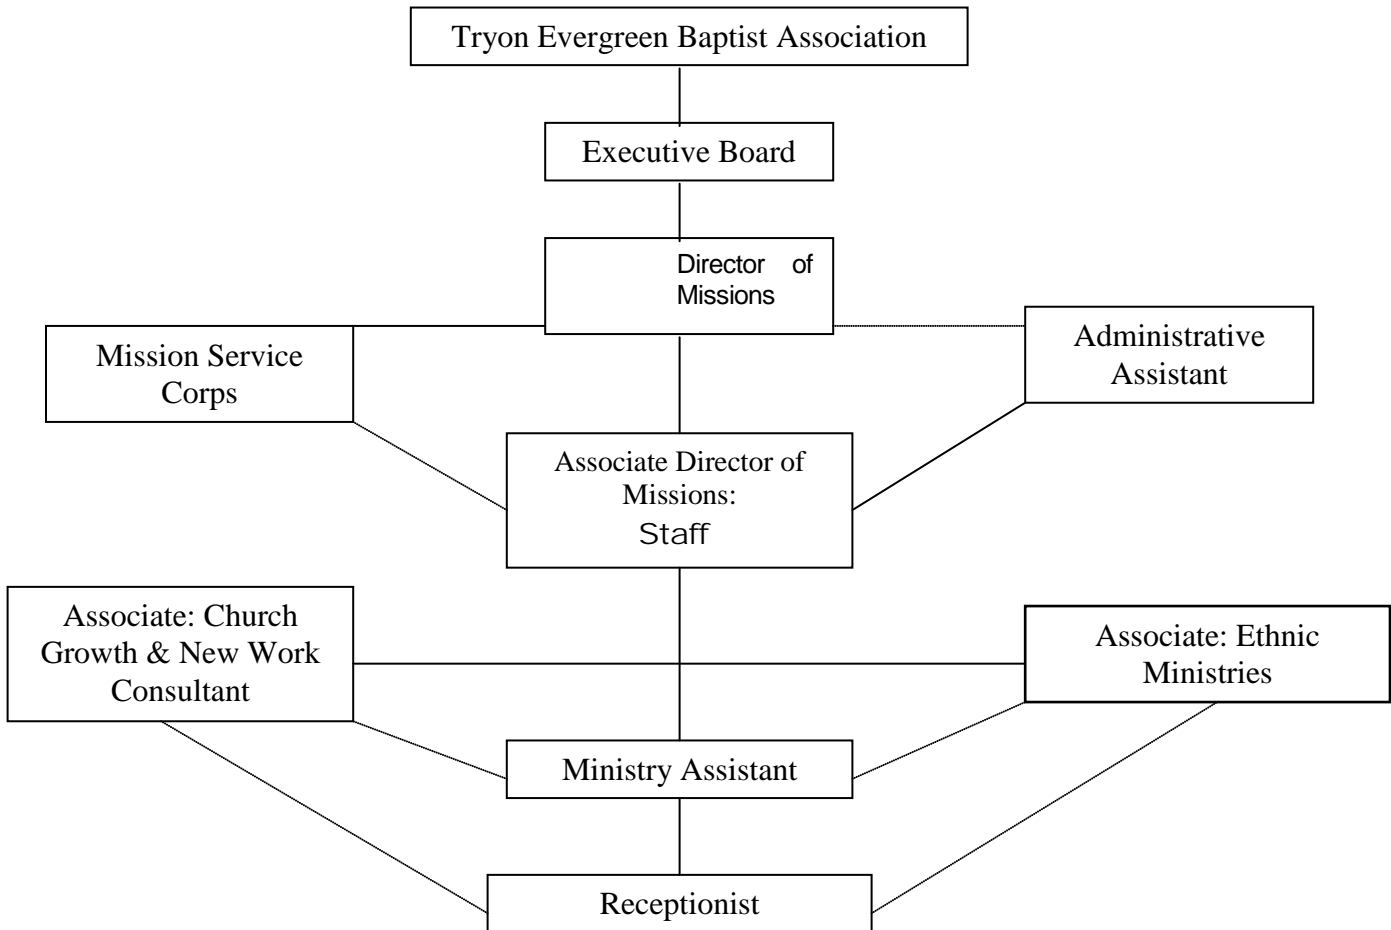 Tryon Evergreen Baptist Association
Executive Board
Director of
Missions
Mission Service
Corps
Administrative
Assistant
Associate Director of
Missions:
Staff
Associate: Church
Growth & New Work
Consultant
Associate: Ethnic
Ministries
Ministry Assistant
Receptionist